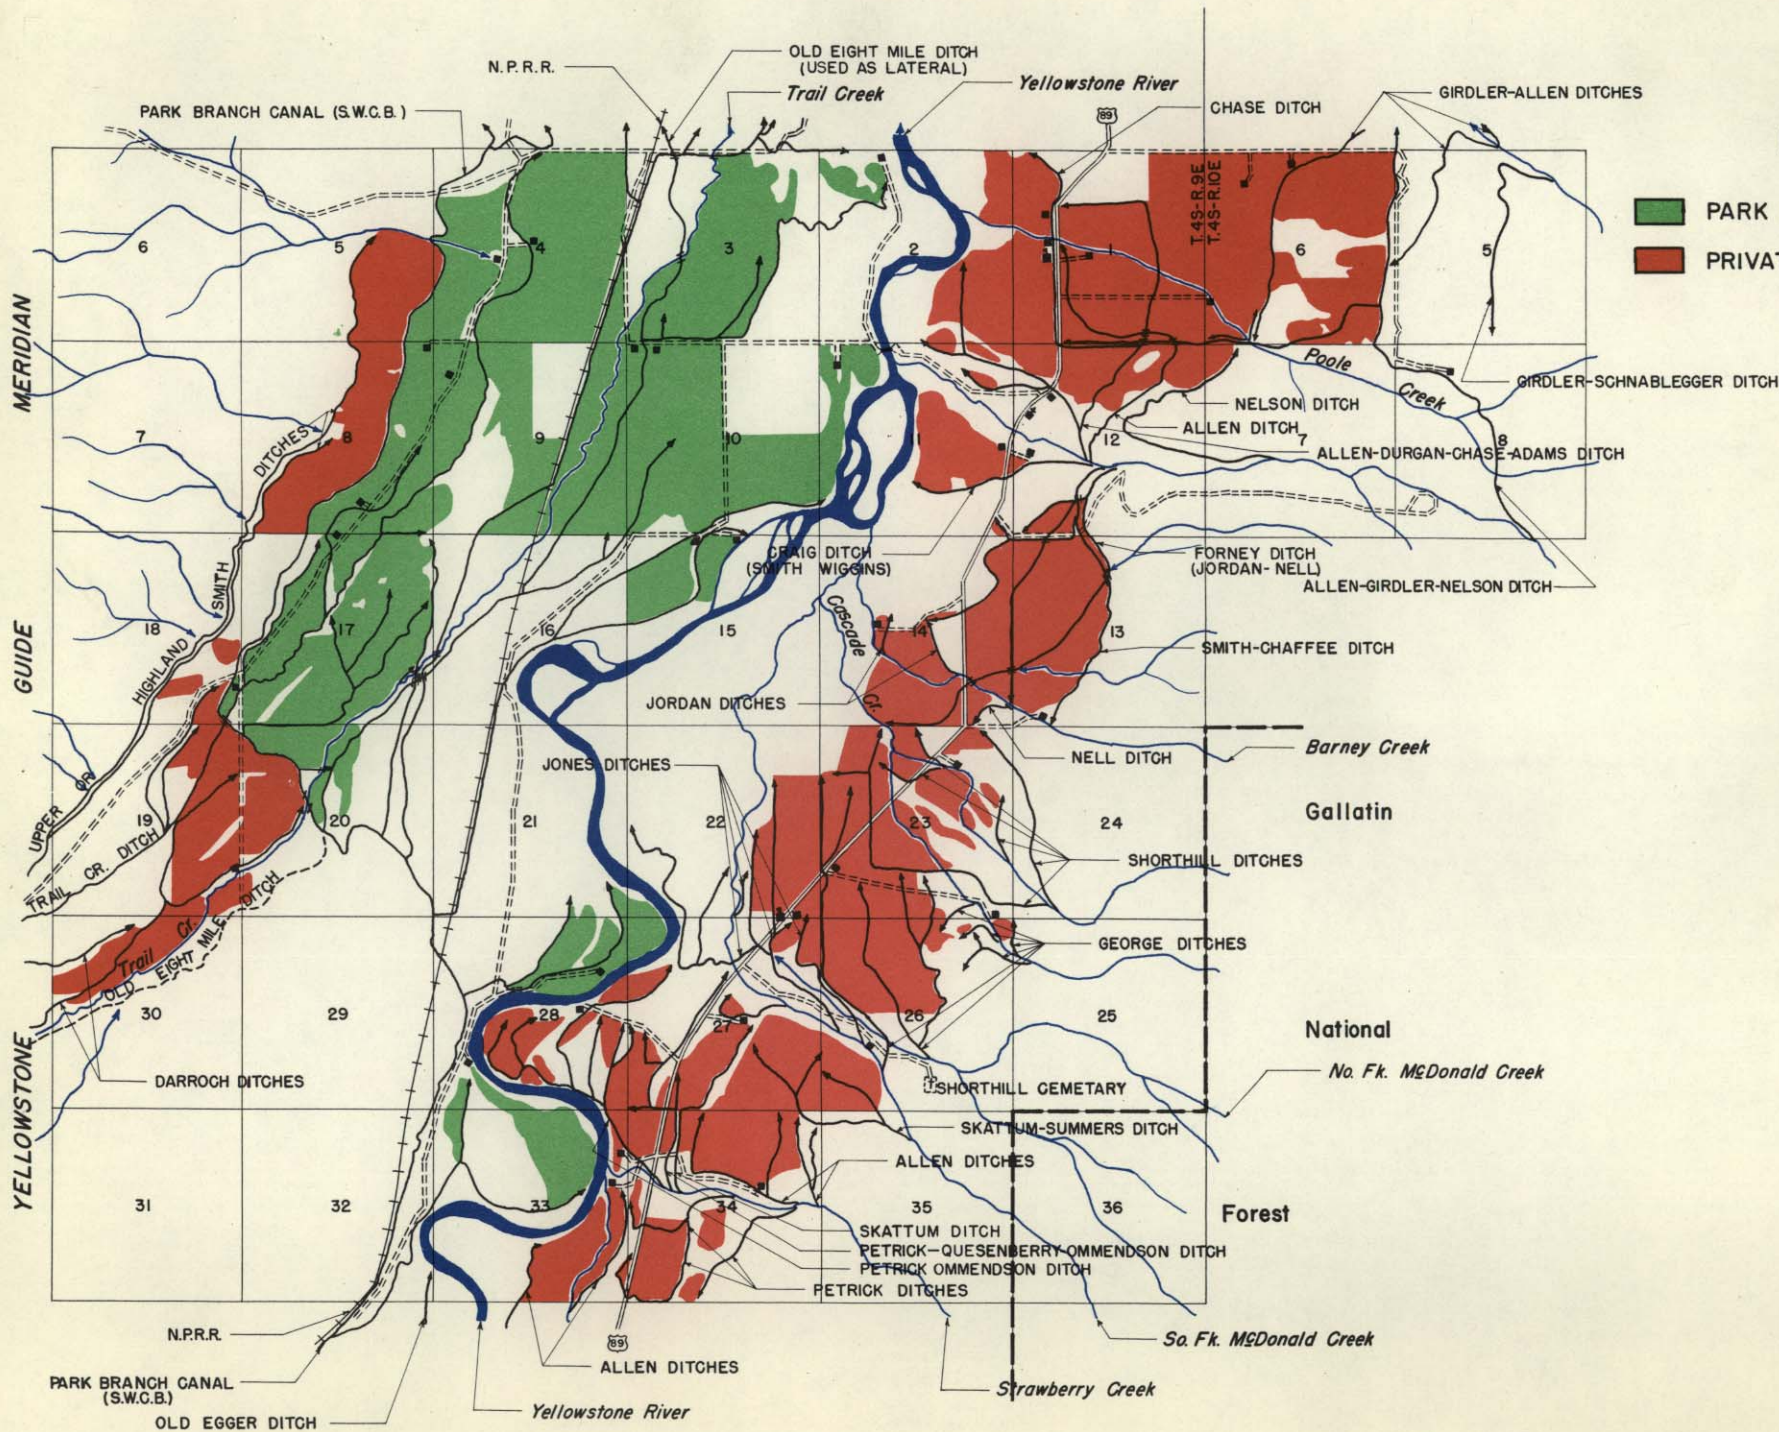 OLD EIGHT MILE DITCH
(USED AS LATERAL)
N.P.R.R.
Trail Creek
Yellowstone River
PARK BRANCH CANAL (S.W.C.B.)
89
CHASE DITCH
GIRDLER-ALLEN DITCHES
PARK
PRIVAT
T.4S-R.9E
T.4S-R.10E
6
5
4
3
2
1
6
5
MERIDIAN
Poole
Creek
GIRDLER-SCHNABLEGGER DITCH
NELSON DITCH
ALLEN DITCH
ALLEN-DURGAN-CHASE-ADAMS DITCH
7
8
9
10
1
12
7
8
DITCHES
SMITH
HIGHLAND
OR
UPPER
CRAIG DITCH
(SMITH WIGGINS)
FORNEY DITCH
(JORDAN-NELL)
ALLEN-GIRDLER-NELSON DITCH
18
17
16
15
14
13
Cascade
Cr.
SMITH-CHAFFEE DITCH
GUIDE
JORDAN DITCHES
NELL DITCH
Barney Creek
JONES DITCHES
Gallatin
19
20
21
22
23
24
TRAIL CR. DITCH
SHORTHILL DITCHES
Trail Cr.
OLD EIGHT MILE DITCH
GEORGE DITCHES
30
29
28
27
26
25
National
YELLOWSTONE
DARROCH DITCHES
SHORTHILL CEMETARY
No. Fk. McDonald Creek
SKATTUM-SUMMERS DITCH
ALLEN DITCHES
31
32
33
34
35
36
Forest
SKATTUM DITCH
PETRICK-QUESENBERRY-OMMENDSON DITCH
PETRICK OMMENDSON DITCH
PETRICK DITCHES
N.P.R.R.
89
So. Fk. McDonald Creek
ALLEN DITCHES
PARK BRANCH CANAL
(S.W.C.B.)
Strawberry Creek
OLD EGGER DITCH
Yellowstone River